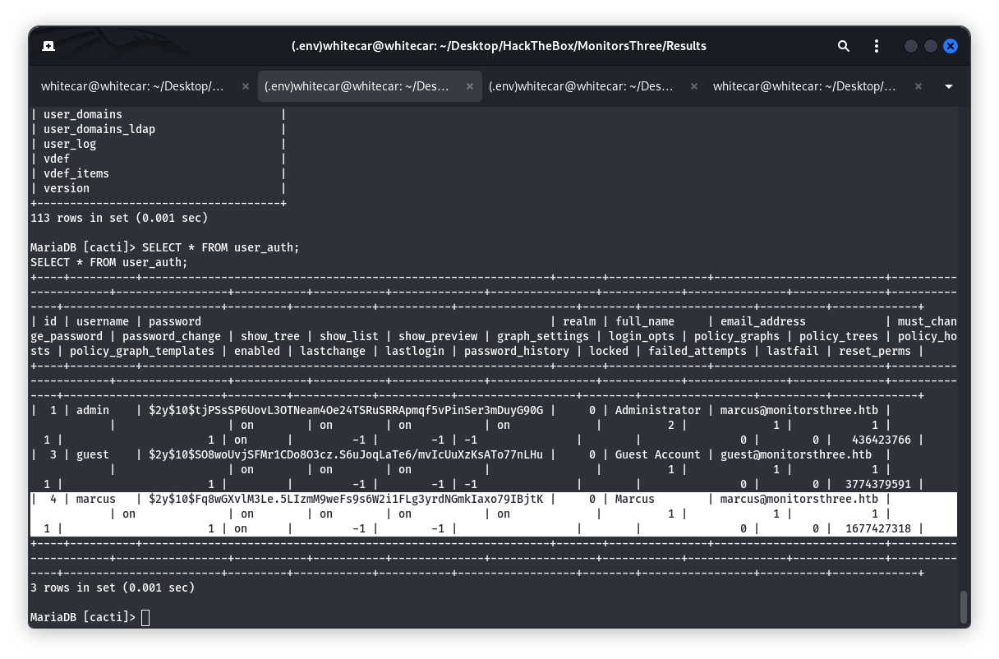 (.env)whitecar@whitecar: ~/Desktop/HackTheBox/MonitorsThree/Results
whitecar@whitecar: ~/Desktop/… × (.env)whitecar@whitecar: ~/Des… × (.env)whitecar@whitecar: ~/Des… × whitecar@whitecar: ~/Desktop/… ×
| user_domains                        |
| user_domains_ldap                   |
| user_log                            |
| vdef                                |
| vdef_items                          |
| version                             |
+-------------------------------------+
113 rows in set (0.001 sec)
MariaDB [cacti]> SELECT * FROM user_auth;
SELECT * FROM user_auth;
+----+----------+--------------------------------------------------------------+-------+---------------+--------------------------+----------
------------+-----------------+-----------+-----------+--------------+----------------+------------+---------------+--------------+----------
----+------------------------+---------+------------+-----------+------------------+--------+-----------------+----------+-------------+
| id | username | password                                                     | realm | full_name     | email_address            | must_chan
ge_password | password_change | show_tree | show_list | show_preview | graph_settings | login_opts | policy_graphs | policy_trees | policy_ho
sts | policy_graph_templates | enabled | lastchange | lastlogin | password_history | locked | failed_attempts | lastfail | reset_perms |
+----+----------+--------------------------------------------------------------+-------+---------------+--------------------------+----------
------------+-----------------+-----------+-----------+--------------+----------------+------------+---------------+--------------+----------
----+------------------------+---------+------------+-----------+------------------+--------+-----------------+----------+-------------+
|  1 | admin    | $2y$10$tjPSsSP6UovL3OTNeam4Oe24TSRuSRRApmqf5vPinSer3mDuyG90G |     0 | Administrator | marcus@monitorsthree.htb |
            |                 | on        | on        | on           | on             |          2 |             1 |            1 |
  1 |                      1 | on      |         -1 |        -1 | -1               |        |               0 |        0 |   436423766 |
|  3 | guest    | $2y$10$SO8woUvjSFMr1CDo8O3cz.S6uJoqLaTe6/mvIcUuXzKsATo77nLHu |     0 | Guest Account | guest@monitorsthree.htb  |
            |                 | on        | on        | on           |                |          1 |             1 |            1 |
  1 |                      1 |         |         -1 |        -1 | -1               |        |               0 |        0 |  3774379591 |
|  4 | marcus   | $2y$10$Fq8wGXvlM3Le.5LIzmM9weFs9s6W2i1FLg3yrdNGmkIaxo79IBjtK |     0 | Marcus        | marcus@monitorsthree.htb |
            | on              | on        | on        | on           | on             |          1 |             1 |            1 |
  1 |                      1 | on      |         -1 |        -1 |                  |        |               0 |        0 |  1677427318 |
+----+----------+--------------------------------------------------------------+-------+---------------+--------------------------+----------
------------+-----------------+-----------+-----------+--------------+----------------+------------+---------------+--------------+----------
----+------------------------+---------+------------+-----------+------------------+--------+-----------------+----------+-------------+
3 rows in set (0.001 sec)
MariaDB [cacti]>